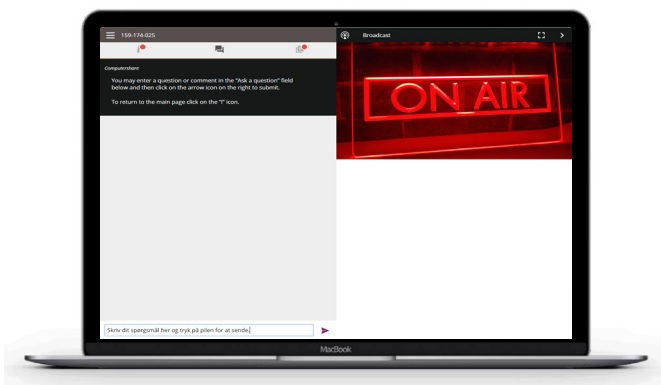 159-174-025
Broadcast
Computershare
You may enter a question or comment in the "Ask a question" field
below and then click on the arrow icon on the right to submit.
To return to the main page click on the "i" icon.
ON AIR
Skriv dit spørgsmål her og tryk på pilen for at sende.
MacBook